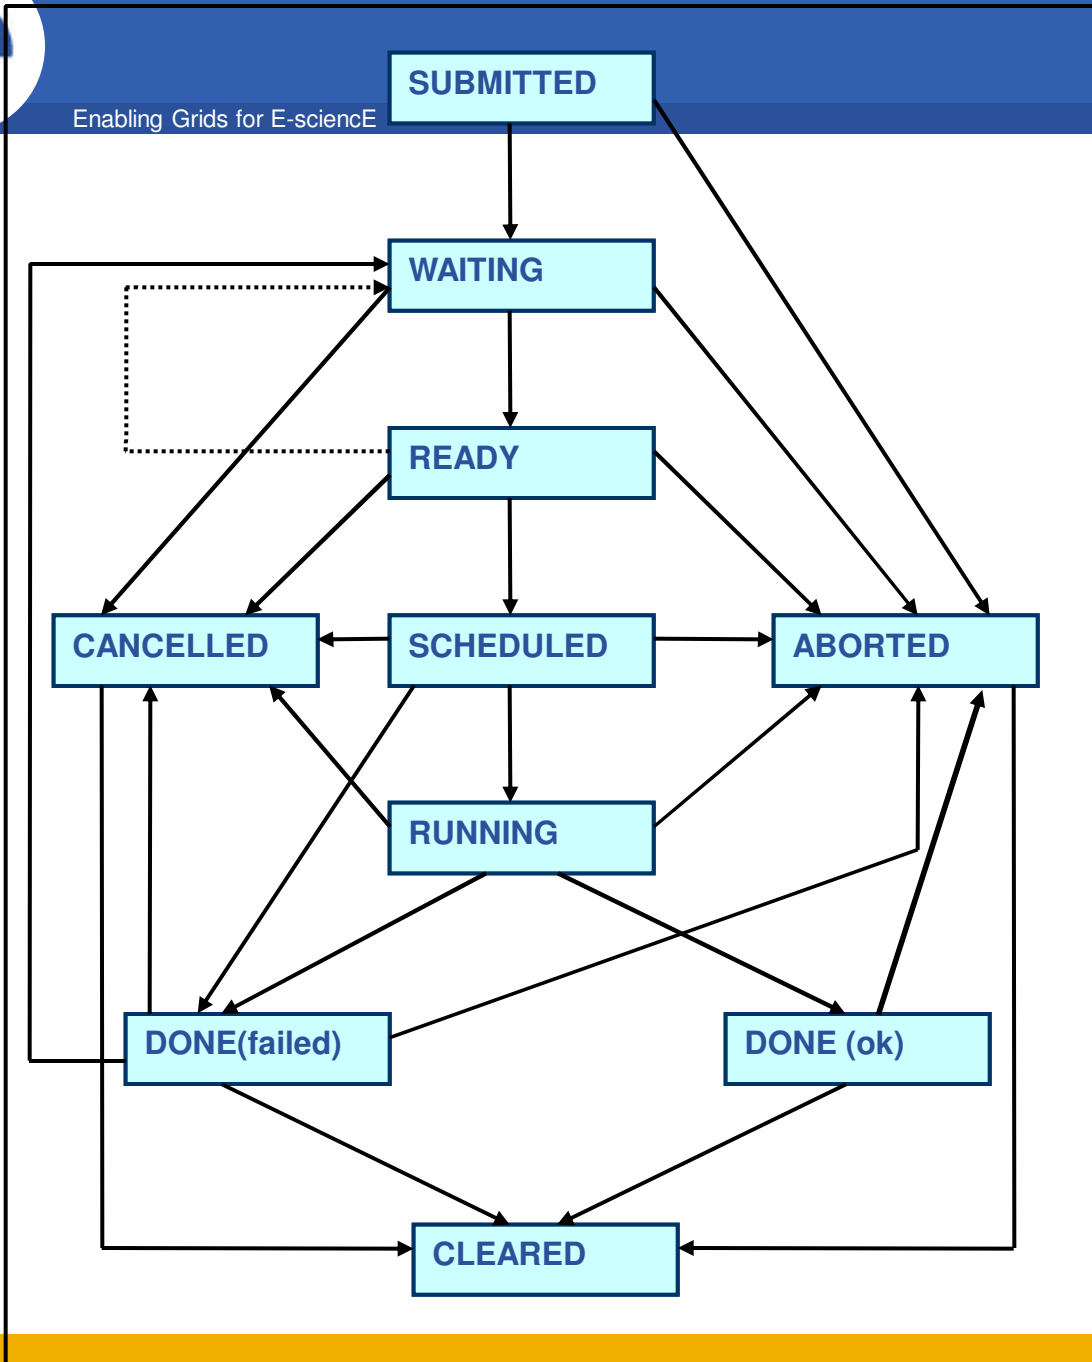 SUBMITTED
Enabling Grids for E-sciencE
WAITING
READY
CANCELLED
SCHEDULED
ABORTED
RUNNING
DONE(failed)
DONE (ok)
CLEARED